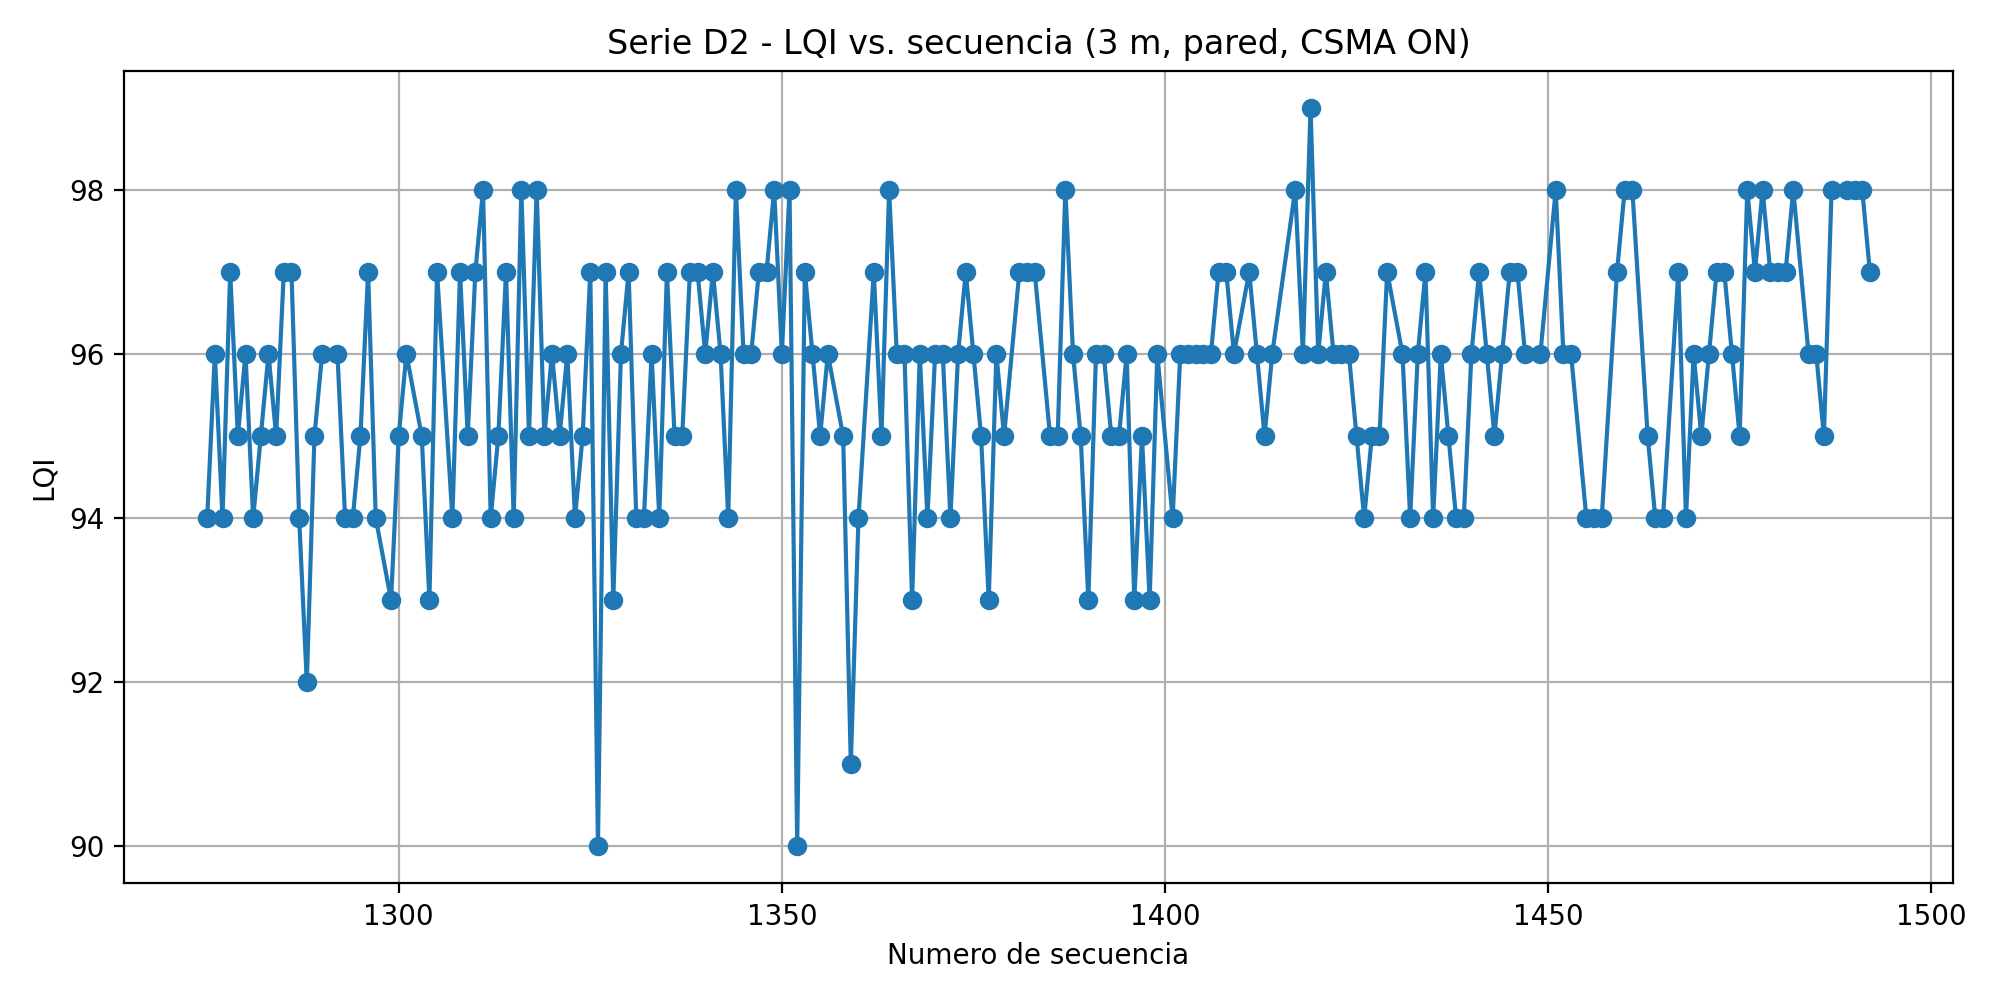 Serie D2 - LQI vs. secuencia (3 m, pared, CSMA ON)
98
96
94
92
90
LQI
1300 1350 1400 1450 1500
Numero de secuencia